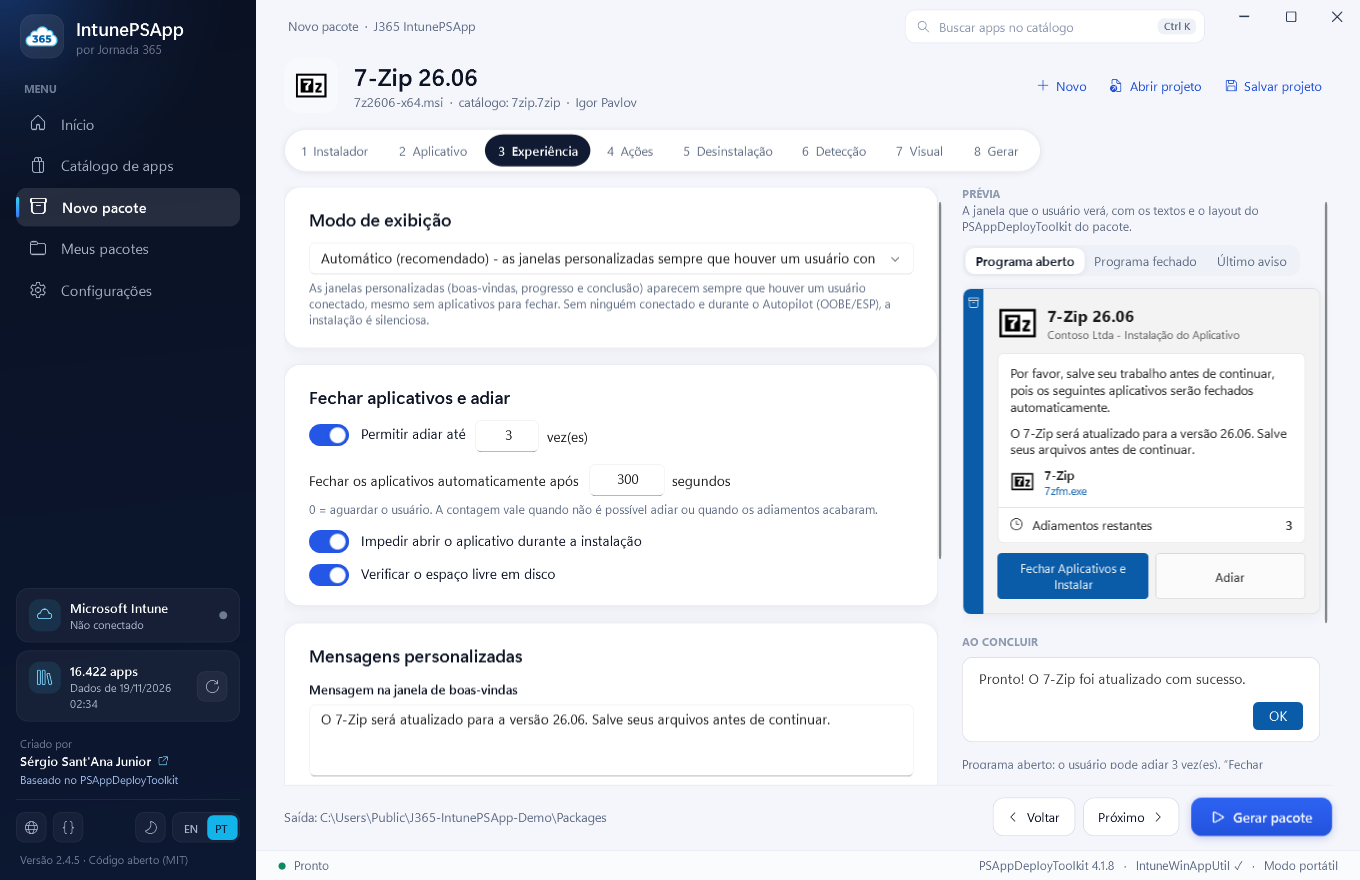 365
IntunePSApp
por Jornada 365
MENU
Início
Catálogo de apps
Novo pacote
Meus pacotes
Configurações
Microsoft Intune
Não conectado
16.422 apps
Dados de 19/11/2026
02:34
Criado por
Sérgio Sant'Ana Junior
Baseado no PSAppDeployToolkit
{}
EN
PT
Versão 2.4.5 · Código aberto (MIT)
Novo pacote · J365 IntunePSApp
Buscar apps no catálogo
Ctrl K
7z
7-Zip 26.06
7z2606-x64.msi · catálogo: 7zip.7zip · Igor Pavlov
Novo
Abrir projeto
Salvar projeto
1 Instalador
2 Aplicativo
3 Experiência
4 Ações
5 Desinstalação
6 Detecção
7 Visual
8 Gerar
Modo de exibição
Automático (recomendado) - as janelas personalizadas sempre que houver um usuário con
As janelas personalizadas (boas-vindas, progresso e conclusão) aparecem sempre que houver um usuário
conectado, mesmo sem aplicativos para fechar. Sem ninguém conectado e durante o Autopilot (OOBE/ESP), a
instalação é silenciosa.
Fechar aplicativos e adiar
Permitir adiar até 3 vez(es)
Fechar os aplicativos automaticamente após 300 segundos
0 = aguardar o usuário. A contagem vale quando não é possível adiar ou quando os adiamentos acabaram.
Impedir abrir o aplicativo durante a instalação
Verificar o espaço livre em disco
Mensagens personalizadas
Mensagem na janela de boas-vindas
O 7-Zip será atualizado para a versão 26.06. Salve seus arquivos antes de continuar.
PRÉVIA
A janela que o usuário verá, com os textos e o layout do
PSAppDeployToolkit do pacote.
Programa aberto
Programa fechado
Último aviso
7z
7-Zip 26.06
Contoso Ltda - Instalação do Aplicativo
Por favor, salve seu trabalho antes de continuar,
pois os seguintes aplicativos serão fechados
automaticamente.
O 7-Zip será atualizado para a versão 26.06. Salve
seus arquivos antes de continuar.
7z
7-Zip
7zfm.exe
Adiamentos restantes 3
Fechar Aplicativos e
Instalar
Adiar
AO CONCLUIR
Pronto! O 7-Zip foi atualizado com sucesso.
OK
Programa aberto: o usuário pode adiar 3 vez(es). "Fechar
Saída: C:\Users\Public\J365-IntunePSApp-Demo\Packages
Voltar
Próximo
Gerar pacote
Pronto
PSAppDeployToolkit 4.1.8 · IntuneWinAppUtil ✓ · Modo portátil